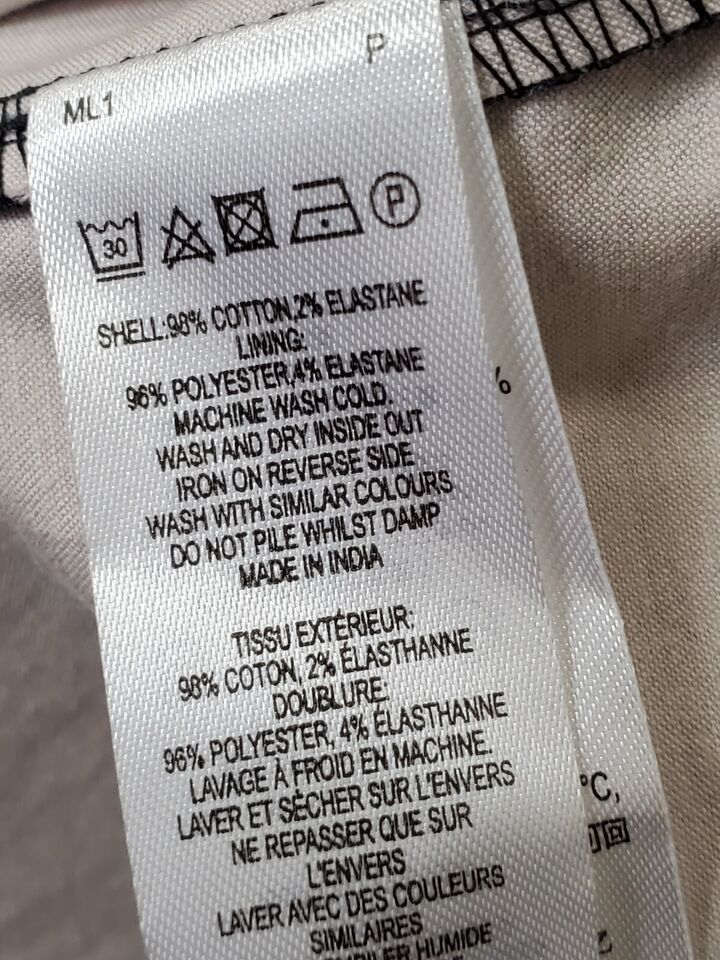 P
ML1
30
P
SHELL:98% COTTON,2% ELASTANE
LINING:
96% POLYESTER,4% ELASTANE
MACHINE WASH COLD.
WASH AND DRY INSIDE OUT
IRON ON REVERSE SIDE
WASH WITH SIMILAR COLOURS
DO NOT PILE WHILST DAMP
MADE IN INDIA
TISSU EXTÉRIEUR:
98% COTON, 2% ÉLASTHANNE
DOUBLURE:
96% POLYESTER, 4% ÉLASTHANNE
LAVAGE À FROID EN MACHINE.
LAVER ET SÉCHER SUR L'ENVERS
NE REPASSER QUE SUR
L'ENVERS
LAVER AVEC DES COULEURS
SIMILAIRES
HUMIDE
%
°C,